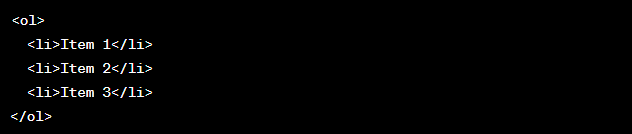 <ol>
  <li>Item 1</li>
  <li>Item 2</li>
  <li>Item 3</li>
</ol>